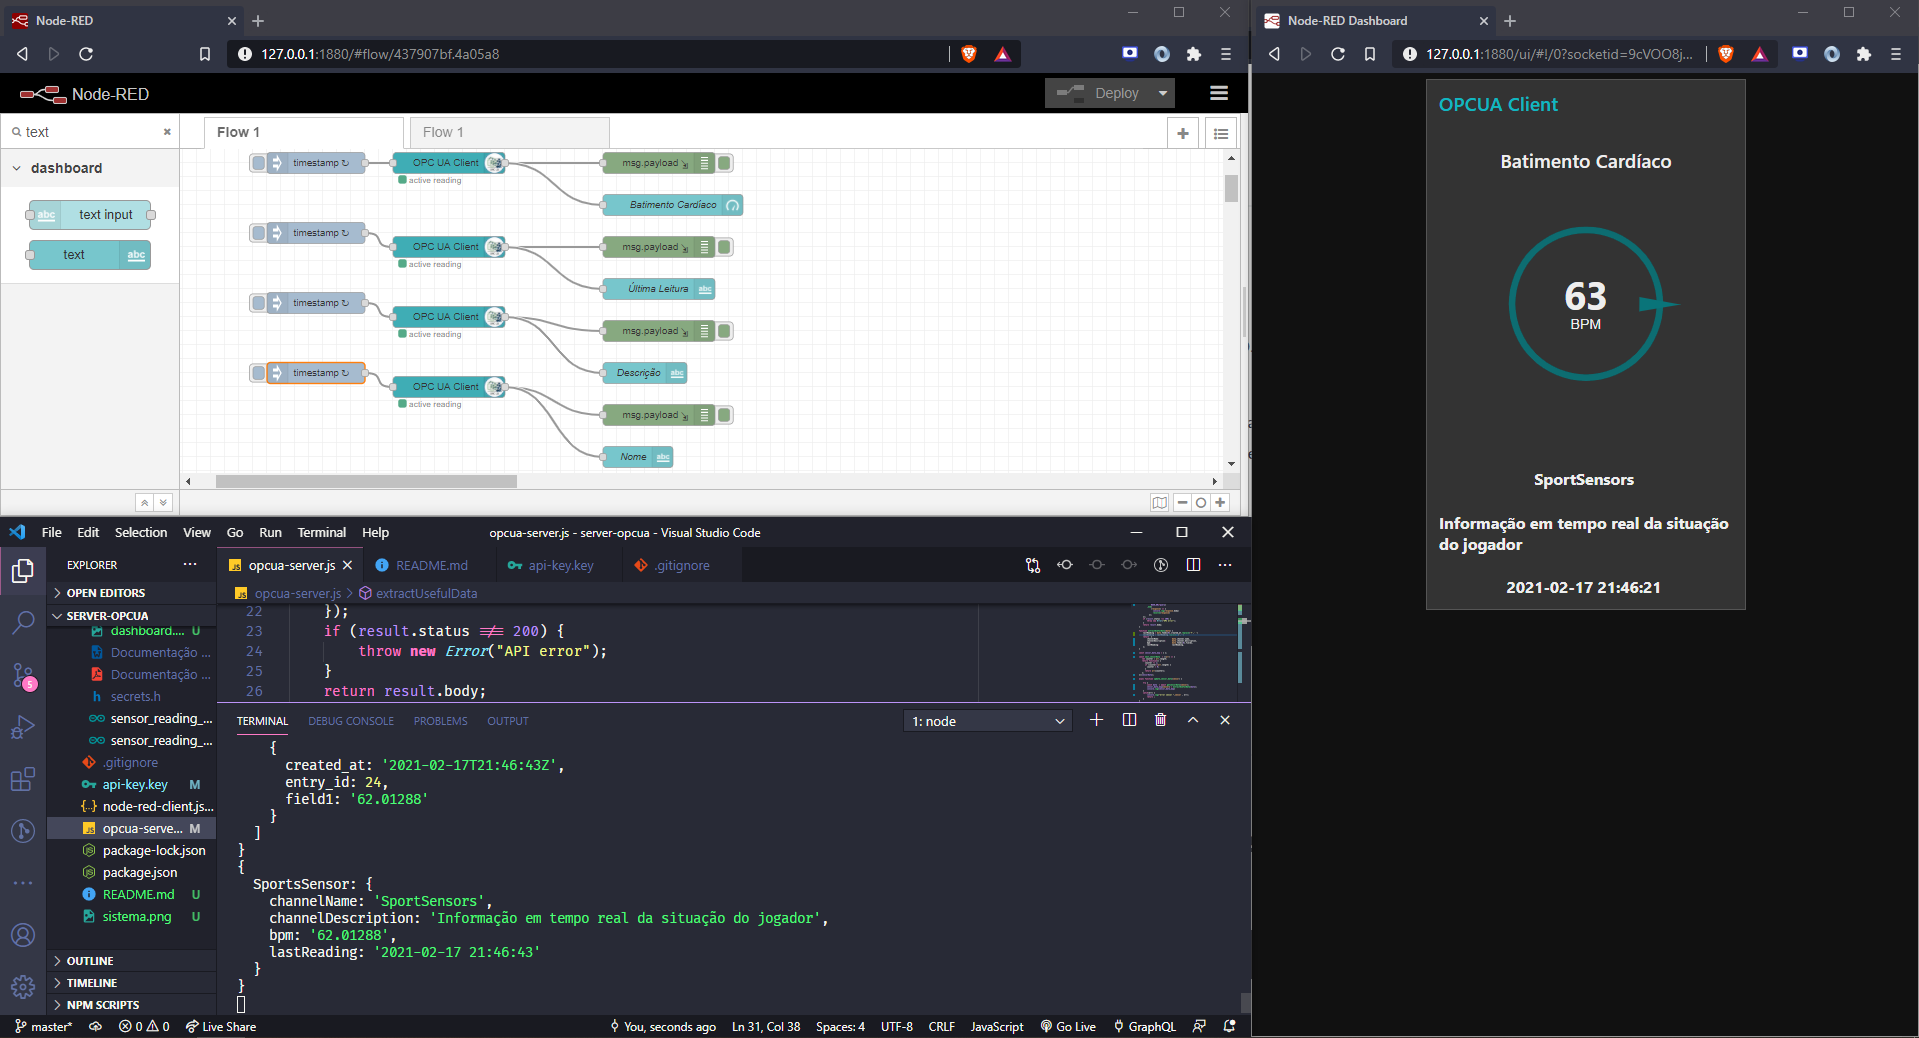 Node-RED
127.0.0.1:1880/#flow/437907bf.4a05a8
Node-RED
Deploy
text
Flow 1
Flow 1
dashboard
text input
abc
text
abc
timestamp ↻
OPC UA Client
active reading
msg.payload
Batimento Cardíaco
timestamp ↻
OPC UA Client
active reading
msg.payload
Última Leitura
abc
timestamp ↻
OPC UA Client
active reading
msg.payload
Descrição
abc
timestamp ↻
OPC UA Client
active reading
msg.payload
Nome
abc
Node-RED Dashboard
127.0.0.1:1880/ui/#!/0?socketid=9cVOO8j...
OPCUA Client
Batimento Cardíaco
63
BPM
SportSensors
Informação em tempo real da situação
do jogador
2021-02-17 21:46:21
File Edit Selection View Go Run Terminal Help
opcua-server.js - server-opcua - Visual Studio Code
EXPLORER
OPEN EDITORS
SERVER-OPCUA
dashboard.... U
Documentação ...
Documentação ...
h secrets.h
sensor_reading_...
sensor_reading_...
.gitignore
api-key.key M
{..} node-red-client.js...
JS opcua-serve... M
package-lock.json
package.json
README.md U
sistema.png U
OUTLINE
TIMELINE
NPM SCRIPTS
5
JS opcua-server.js
README.md
api-key.key
.gitignore
JS opcua-server.js > extractUsefulData
22 });
23 if (result.status !== 200) {
24 throw new Error("API error");
25 }
26 return result.body;
TERMINAL DEBUG CONSOLE PROBLEMS OUTPUT
1: node
{
created_at: '2021-02-17T21:46:43Z',
entry_id: 24,
field1: '62.01288'
}
]
}
{
SportsSensor: {
channelName: 'SportSensors',
channelDescription: 'Informação em tempo real da situação do jogador',
bpm: '62.01288',
lastReading: '2021-02-17 21:46:43'
}
}
master* 0 0 Live Share
You, seconds ago Ln 31, Col 38 Spaces: 4 UTF-8 CRLF JavaScript Go Live GraphQL